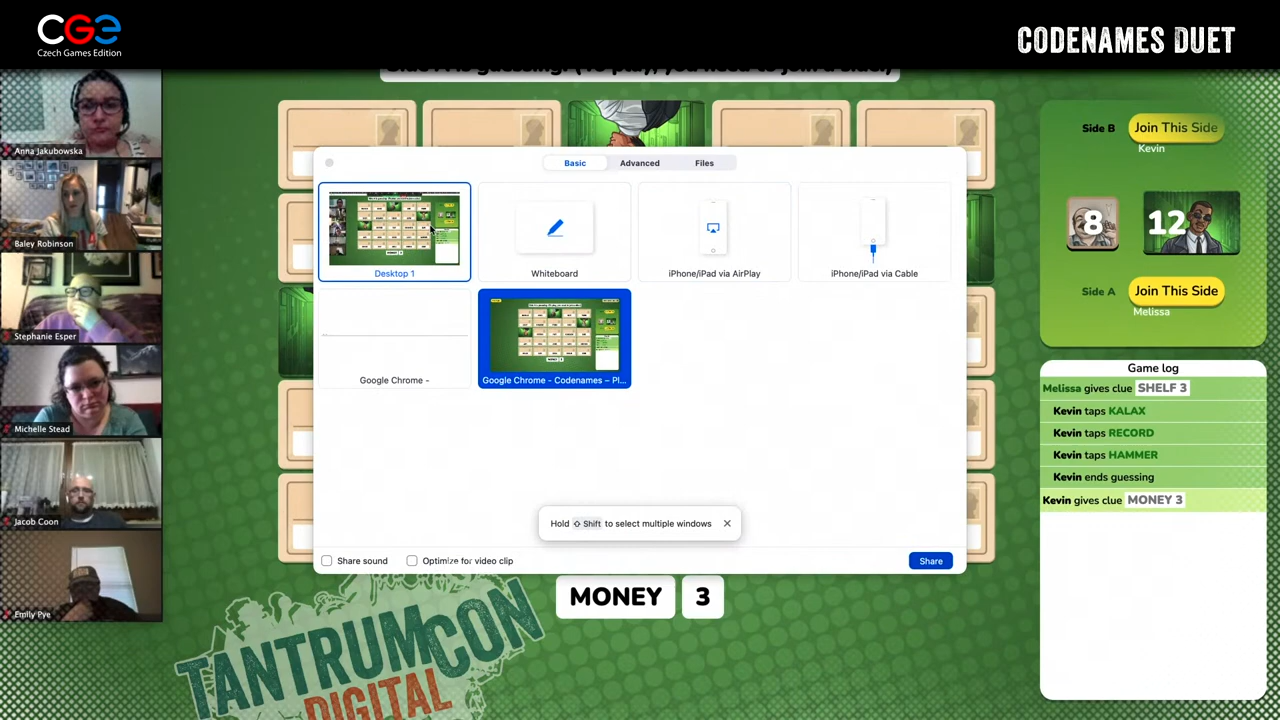 CGE
Czech Games Edition
CODENAMES DUET
Anna Jakubowska
Baley Robinson
Stephanie Esper
Michelle Stead
Jacob Coon
Emily Pye
Basic
Advanced
Files
Desktop 1
Whiteboard
iPhone/iPad via AirPlay
iPhone/iPad via Cable
Google Chrome -
Google Chrome - Codenames – Pl...
Hold ⇧ Shift to select multiple windows
Share sound
Optimize for video clip
Share
MONEY 3
TANTRUMCON
DIGITAL
Side B
Join This Side
Kevin
8
12
Side A
Join This Side
Melissa
Game log
Melissa gives clue SHELF 3
Kevin taps KALAX
Kevin taps RECORD
Kevin taps HAMMER
Kevin ends guessing
Kevin gives clue MONEY 3